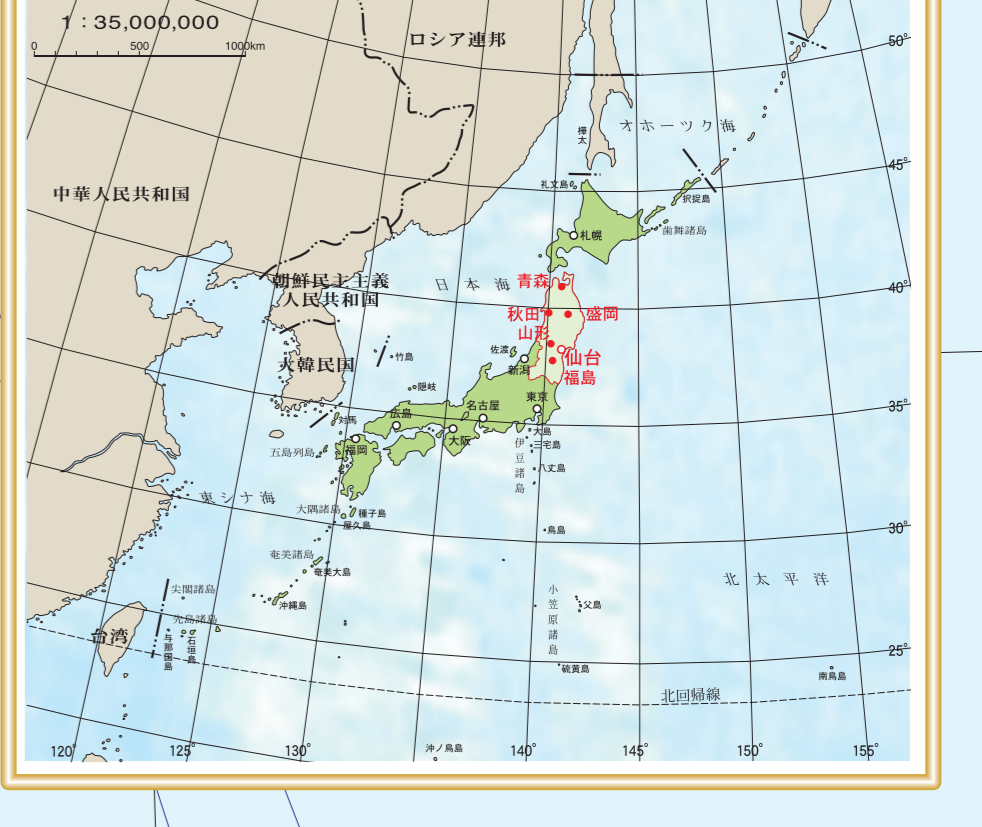 1：35,000,000
0 500 1000km
ロシア連邦
50°
オホーツク海
樺太
45°
礼文島
択捉島
中華人民共和国
歯舞諸島
札幌
朝鮮民主主義
人民共和国
日本海
青森
40°
秋田
盛岡
山形
佐渡
仙台
大韓民国
竹島
新潟
福島
隠岐
東京
名古屋
35°
広島
対馬
大島
大阪
三宅島
福岡
五島列島
伊豆諸島
八丈島
東シナ海
大隅諸島
種子島
屋久島
鳥島
30°
奄美諸島
奄美大島
北太平洋
尖閣諸島
小笠原諸島
沖縄島
父島
先島諸島
台湾
与那国島
石垣島
25°
硫黄島
南鳥島
北回帰線
沖ノ鳥島
120° 125° 130° 140° 145° 150° 155°